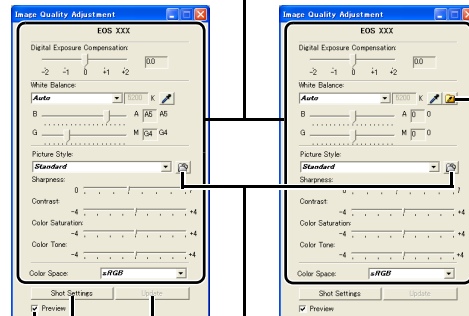 Image Quality Adjustment
EOS XXX
Digital Exposure Compensation:
0.0
-2 -1 0 +1 +2
White Balance:
Auto 5200 K
B A A5 A5
G M G4 G4
Picture Style:
Standard
Sharpness:
0 7
Contrast:
-4 +4
Color Saturation:
-4 +4
Color Tone:
-4 +4
Color Space: sRGB
Shot Settings Update
Preview
Image Quality Adjustment
EOS XXX
Digital Exposure Compensation:
0.0
-2 -1 0 +1 +2
White Balance:
Auto 5200 K
B A 0 0
G M 0 0
Picture Style:
Standard
Sharpness:
0 7
Contrast:
-4 +4
Color Saturation:
-4 +4
Color Tone:
-4 +4
Color Space: sRGB
Shot Settings Update
Preview